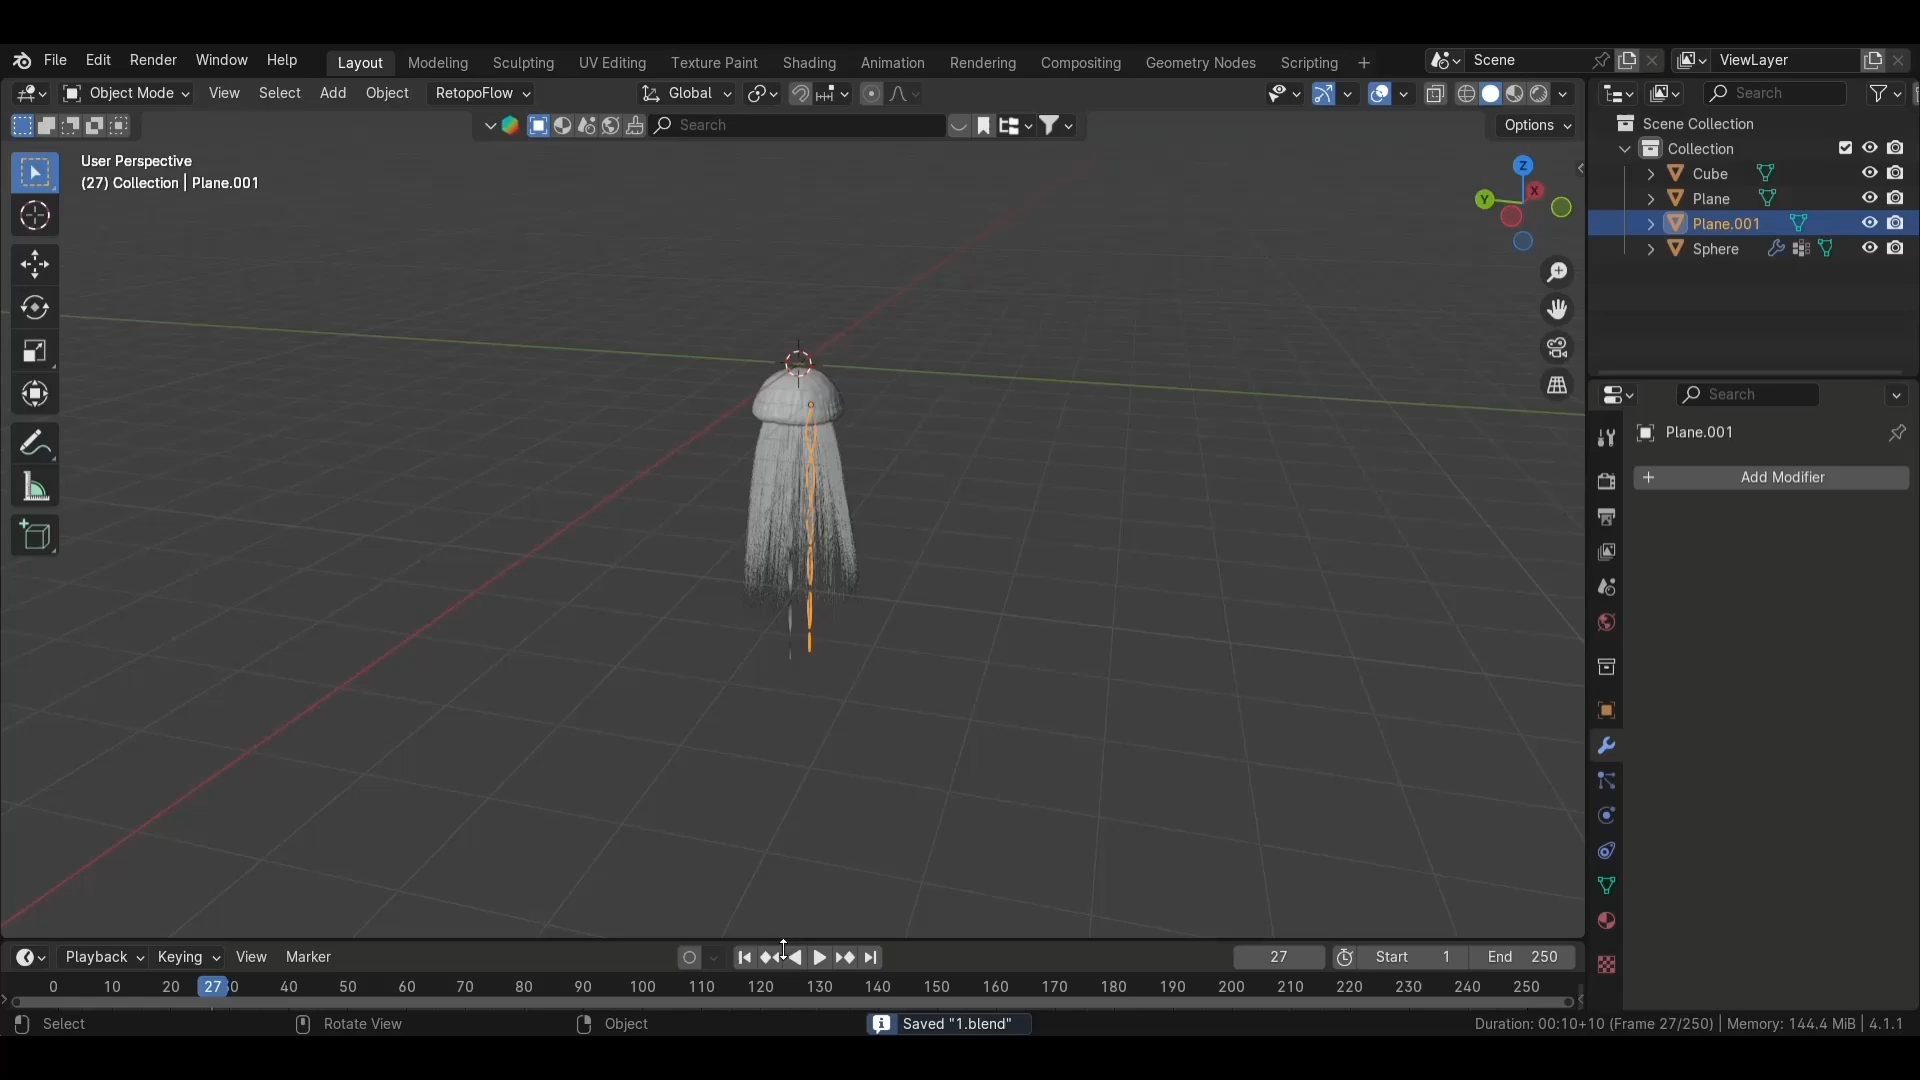 File Edit Render Window Help Layout Modeling Sculpting UV Editing Texture Paint Shading Animation Rendering Compositing Geometry Nodes Scripting + Scene ViewLayer
Object Mode View Select Add Object RetopoFlow Global Search
Search Options
User Perspective
(27) Collection | Plane.001
Z
X
Y
Scene Collection
Collection
Cube
Plane
Plane.001
Sphere
Search
Plane.001
+ Add Modifier
Playback Keying View Marker 27 Start 1 End 250
0 10 20 27 40 50 60 70 80 90 100 110 120 130 140 150 160 170 180 190 200 210 220 230 240 250
Select Rotate View Object Saved "1.blend" Duration: 00:10+10 (Frame 27/250) | Memory: 144.4 MiB | 4.1.1